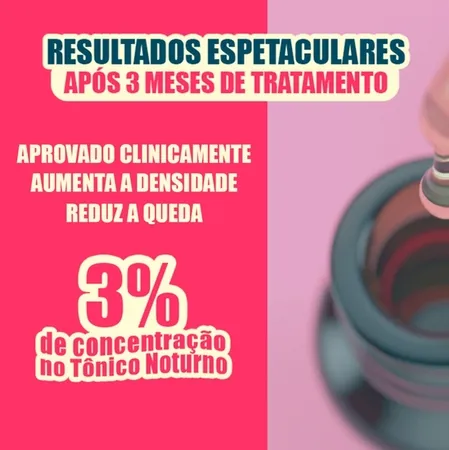 RESULTADOS ESPETACULARES
APÓS 3 MESES DE TRATAMENTO
APROVADO CLINICAMENTE
AUMENTA A DENSIDADE
REDUZ A QUEDA
3%
de concentração
no Tônico Noturno